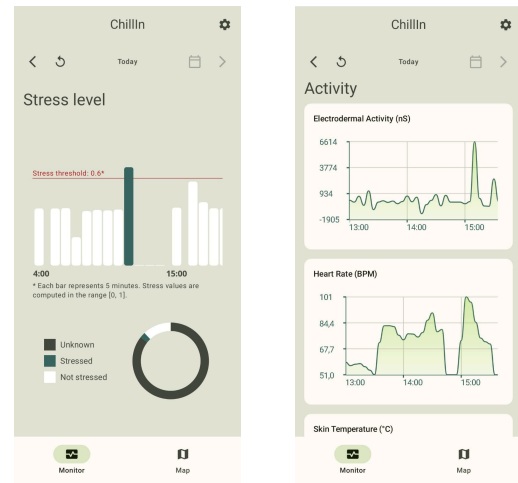 ChillIn
Today
Stress level
Stress threshold: 0.6*
4:00
15:00
* Each bar represents 5 minutes. Stress values are
computed in the range [0, 1].
Unknown
Stressed
Not stressed
Monitor
Map
ChillIn
Today
Activity
Electrodermal Activity (nS)
6614
3774
934
-1905
13:00
14:00
15:00
Heart Rate (BPM)
101
84,4
67,7
51,0
13:00
14:00
15:00
Skin Temperature (°C)
Monitor
Map